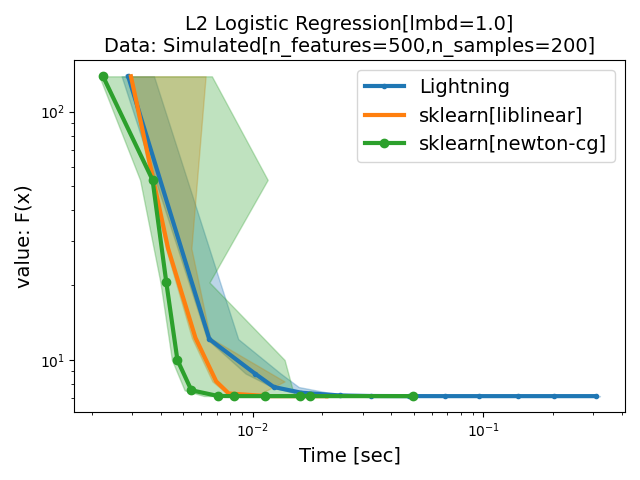 L2 Logistic Regression[lmbd=1.0]
Data: Simulated[n_features=500,n_samples=200]
Lightning
sklearn[liblinear]
sklearn[newton-cg]
value: F(x)
10²
10¹
10⁻²
10⁻¹
Time [sec]